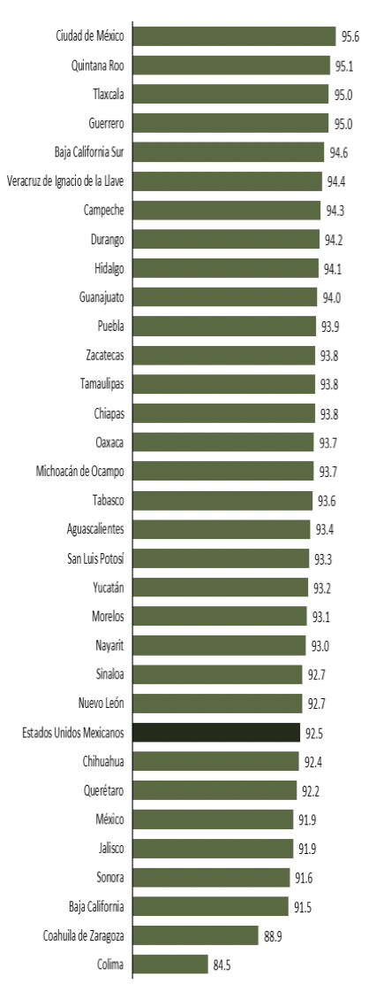 Ciudad de México 95.6
Quintana Roo 95.1
Tlaxcala 95.0
Guerrero 95.0
Baja California Sur 94.6
Veracruz de Ignacio de la Llave 94.4
Campeche 94.3
Durango 94.2
Hidalgo 94.1
Guanajuato 94.0
Puebla 93.9
Zacatecas 93.8
Tamaulipas 93.8
Chiapas 93.8
Oaxaca 93.7
Michoacán de Ocampo 93.7
Tabasco 93.6
Aguascalientes 93.4
San Luis Potosí 93.3
Yucatán 93.2
Morelos 93.1
Nayarit 93.0
Sinaloa 92.7
Nuevo León 92.7
Estados Unidos Mexicanos 92.5
Chihuahua 92.4
Querétaro 92.2
México 91.9
Jalisco 91.9
Sonora 91.6
Baja California 91.5
Coahuila de Zaragoza 88.9
Colima 84.5